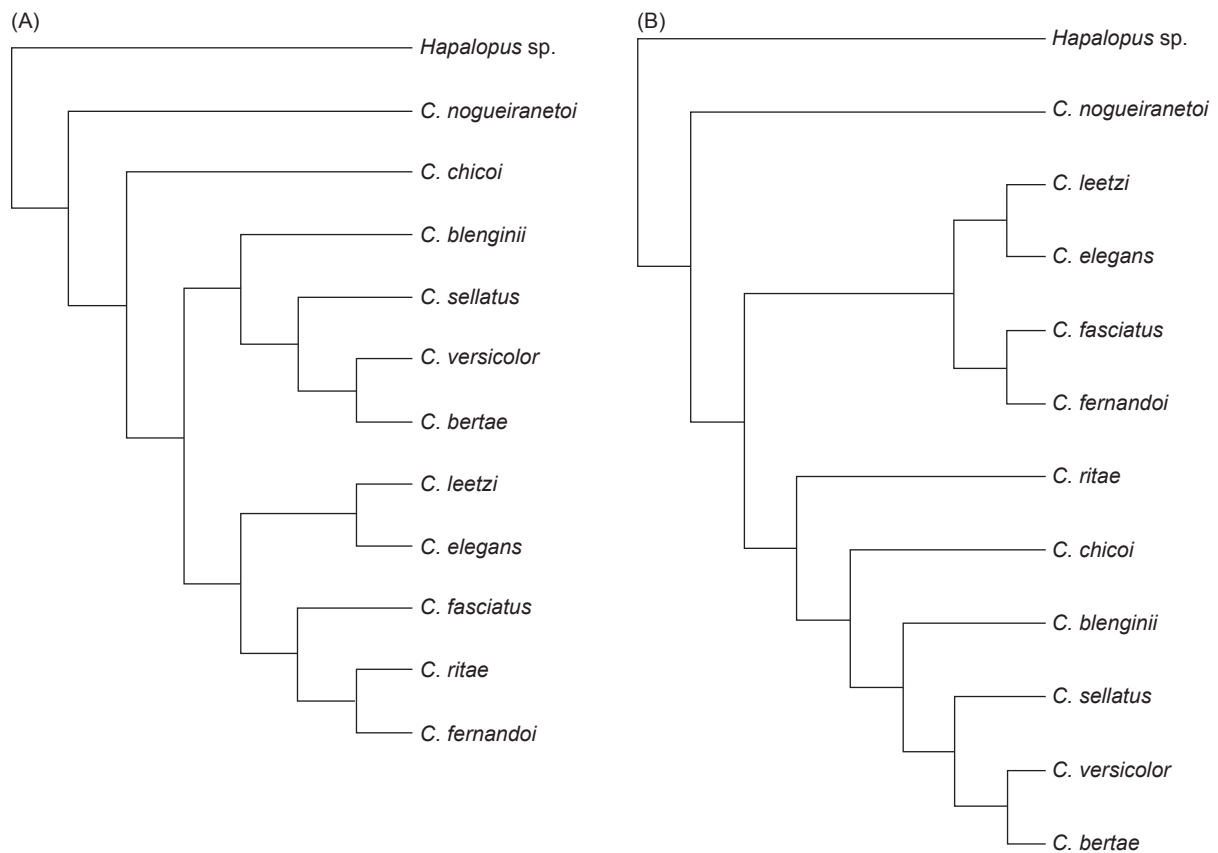 (A)
Hapalopus sp.
C. nogueiranetoi
C. chicoi
C. blenginii
C. sellatus
C. versicolor
C. bertae
C. leetzi
C. elegans
C. fasciatus
C. ritae
C. fernandoi
(B)
Hapalopus sp.
C. nogueiranetoi
C. leetzi
C. elegans
C. fasciatus
C. fernandoi
C. ritae
C. chicoi
C. blenginii
C. sellatus
C. versicolor
C. bertae